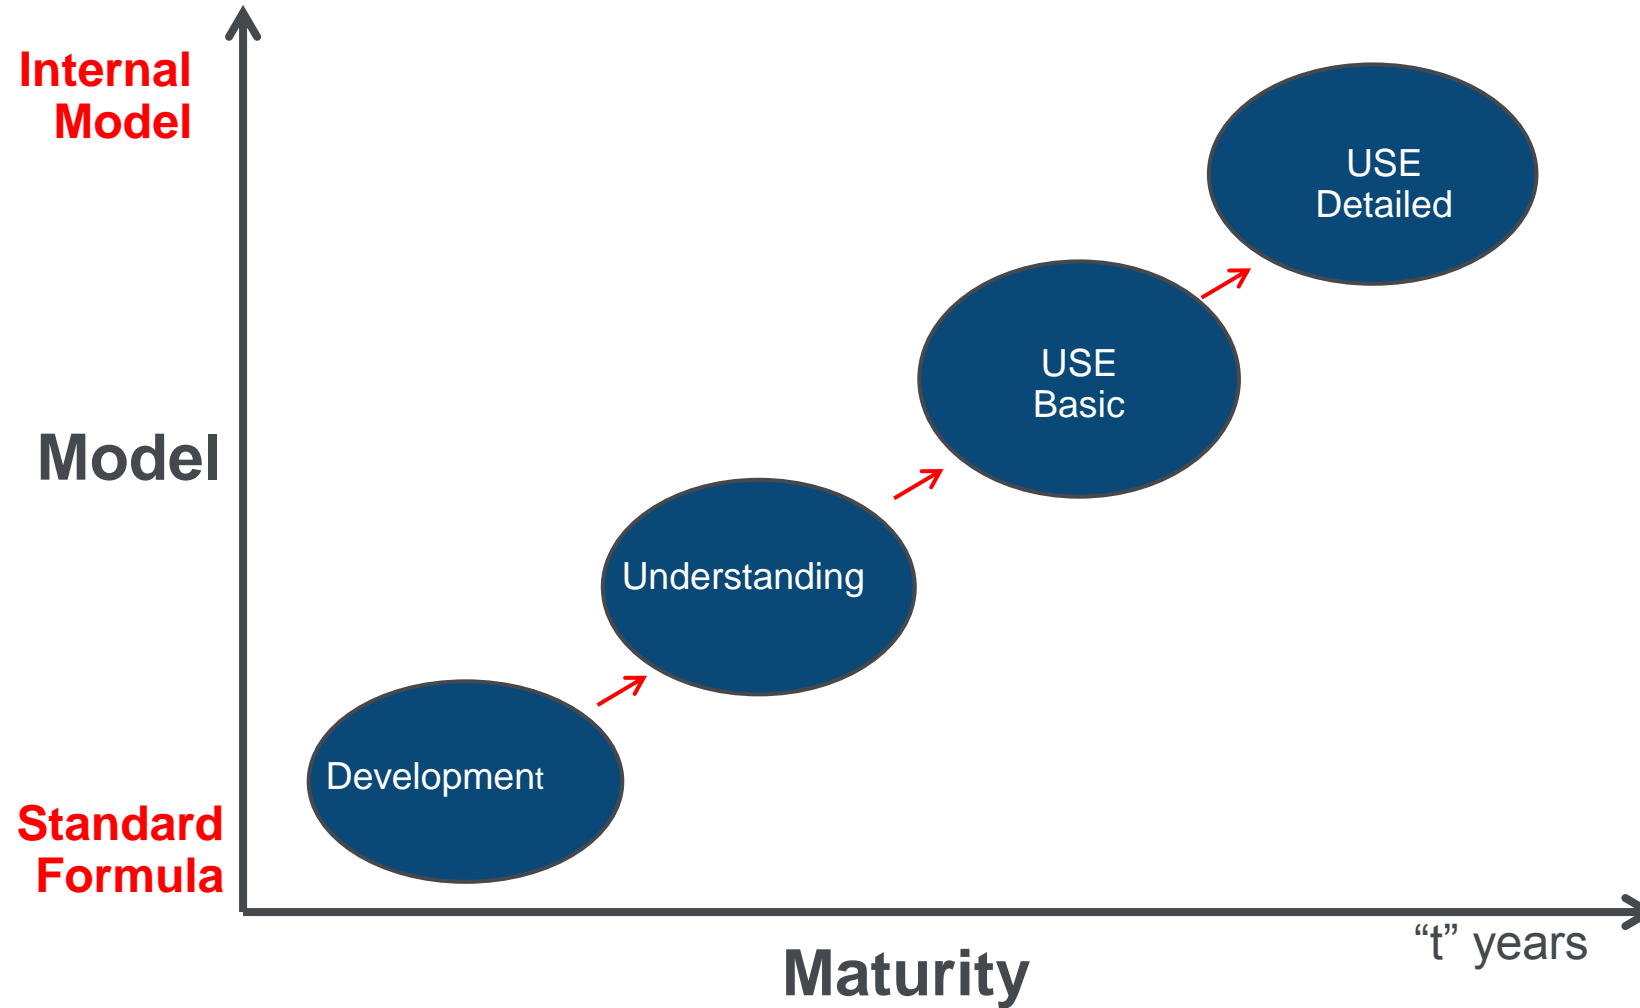 Internal
Model
USE
Detailed
USE
Basic
Model
Understanding
Development
Standard
Formula
“t” years
Maturity